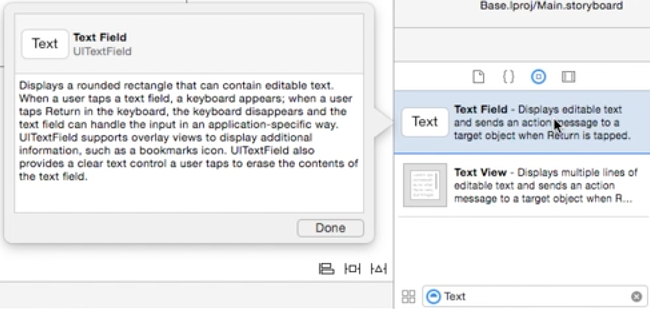 Base.lproj/Main.storyboard
Text
Text Field
UITextField
Displays a rounded rectangle that can contain editable text.
When a user taps a text field, a keyboard appears; when a user
taps Return in the keyboard, the keyboard disappears and the
text field can handle the input in an application-specific way.
UITextField supports overlay views to display additional
information, such as a bookmarks icon. UITextField also
provides a clear text control a user taps to erase the contents of
the text field.
Done
Text
Text Field - Displays editable text
and sends an action message to a
target object when Return is tapped.
Text View - Displays multiple lines of
editable text and sends an action
message to a target object when R...
Text